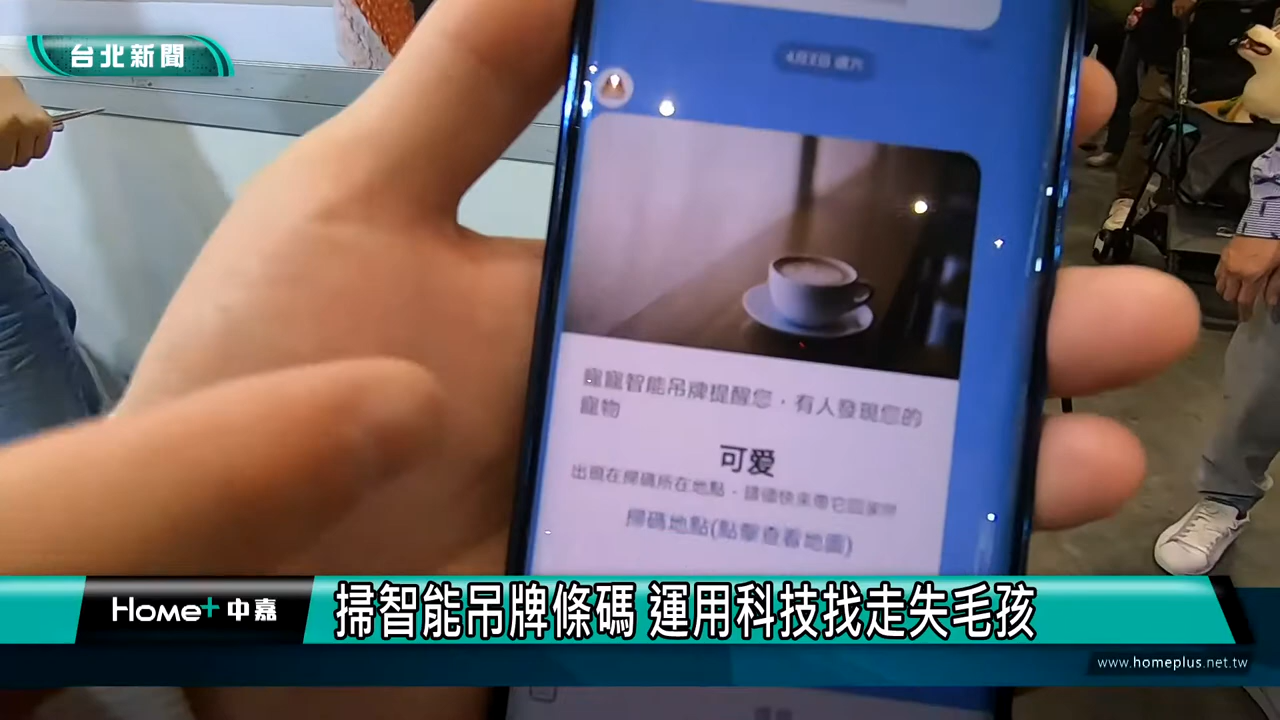 台北新聞
寵寵智能吊牌提醒您，有人發現您的
寵物
可爱
出現在掃碼所在地點，請儘快來帶它回家
掃碼地點(點擊查看地圖)
Home+中嘉
掃智能吊牌條碼 運用科技找走失毛孩
www.homeplus.net.tw